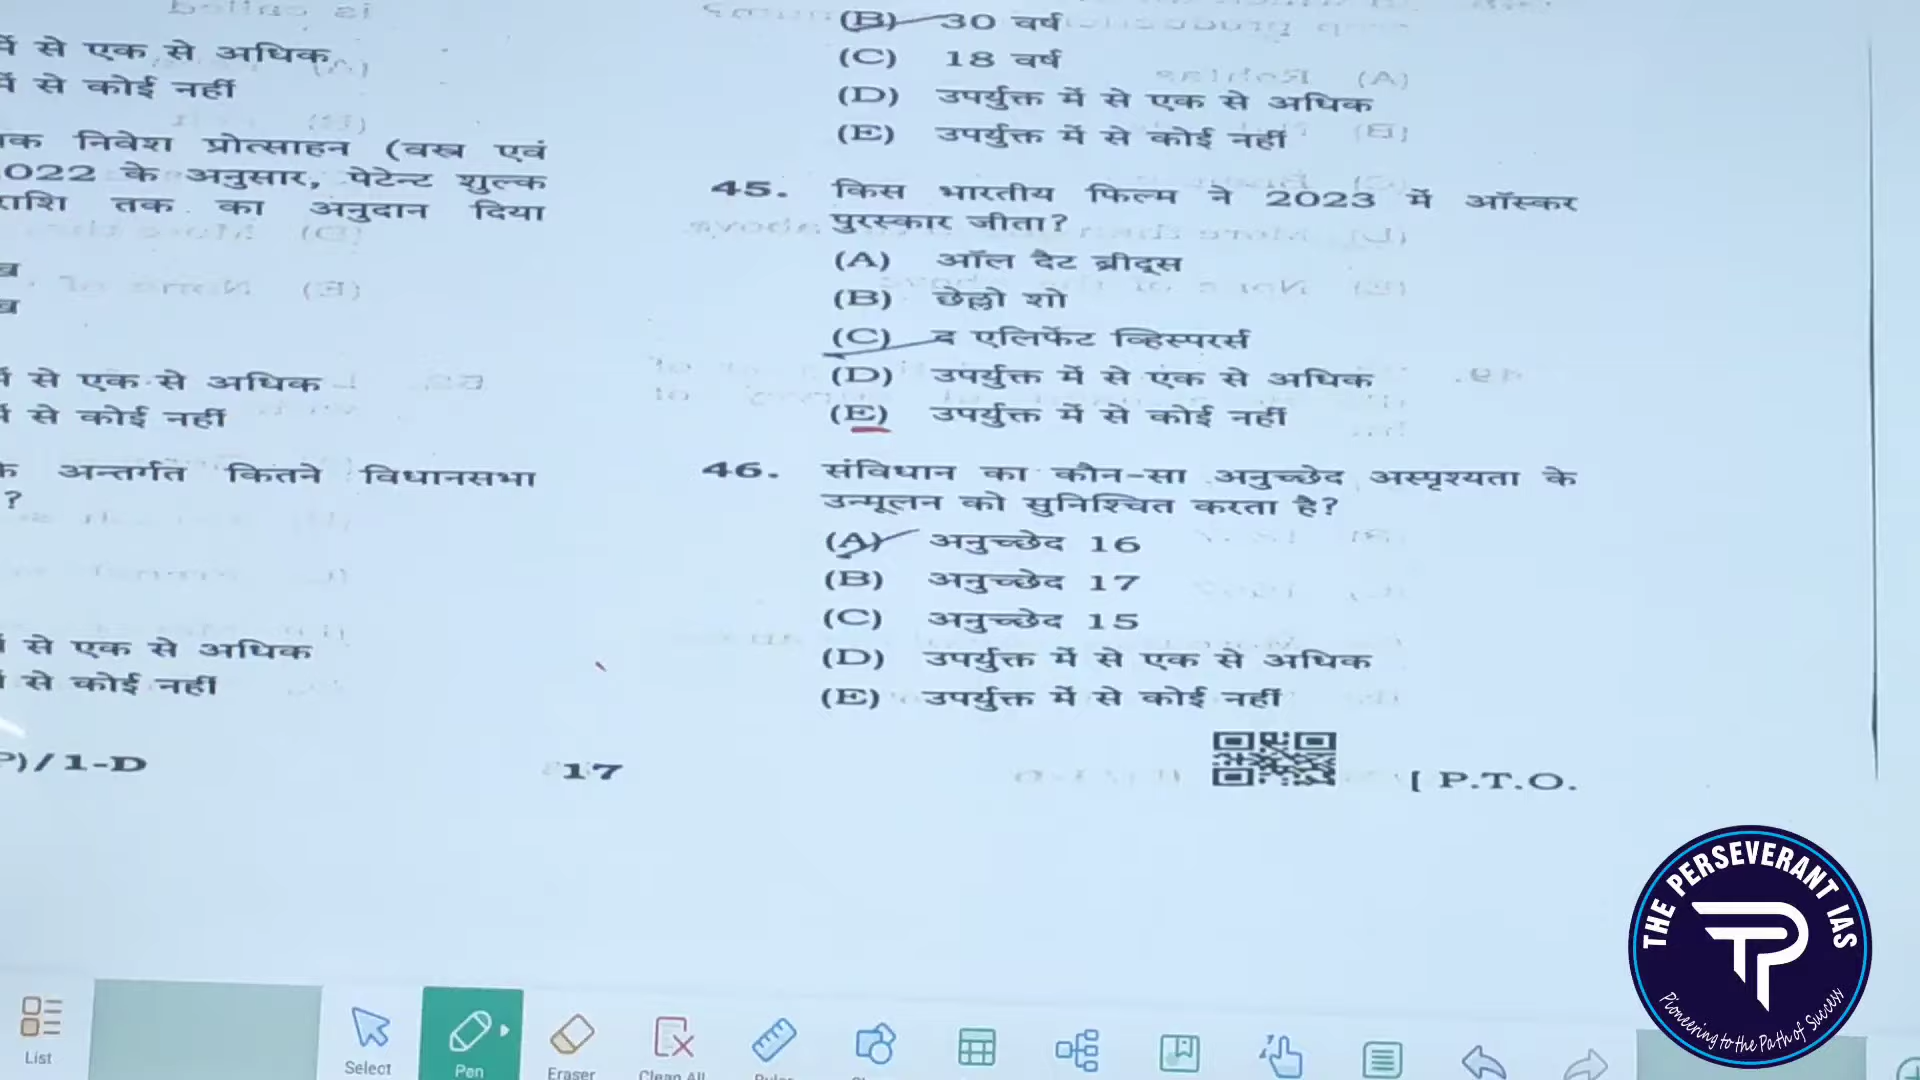 में से एक से अधिक
में से कोई नहीं
निवेश प्रोत्साहन (वस्त्र एवं
2022 के अनुसार, पेटेन्ट शुल्क
राशि तक का अनुदान दिया
में से एक से अधिक
में से कोई नहीं
अन्तर्गत कितने विधानसभा
?
में से एक से अधिक
में से कोई नहीं
(B) 30 वर्ष
(C) 18 वर्ष
(D) उपर्युक्त में से एक से अधिक
(E) उपर्युक्त में से कोई नहीं
45. किस भारतीय फिल्म ने 2023 में ऑस्कर
पुरस्कार जीता?
(A) ऑल दैट ब्रीद्स
(B) छेल्लो शो
(C) द एलिफेंट व्हिस्परर्स
(D) उपर्युक्त में से एक से अधिक
(E) उपर्युक्त में से कोई नहीं
46. संविधान का कौन-सा अनुच्छेद अस्पृश्यता के
उन्मूलन को सुनिश्चित करता है?
(A) अनुच्छेद 16
(B) अनुच्छेद 17
(C) अनुच्छेद 15
(D) उपर्युक्त में से एक से अधिक
(E) उपर्युक्त में से कोई नहीं
)/1-D
17
[ P.T.O.
THE PERSEVERANT IAS
Pioneering to the Path of Success
List
Select
Pen
Eraser
Clean All